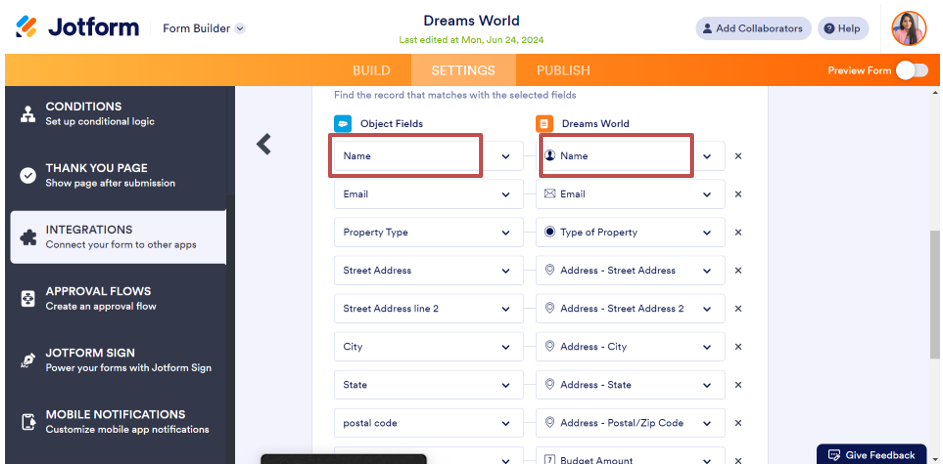 Jotform
Form Builder
Dreams World
Last edited at Mon, Jun 24, 2024
Add Collaborators
Help
BUILD
SETTINGS
PUBLISH
Preview Form
CONDITIONS
Set up conditional logic
THANK YOU PAGE
Show page after submission
INTEGRATIONS
Connect your form to other apps
APPROVAL FLOWS
Create an approval flow
JOTFORM SIGN
Power your forms with Jotform Sign
MOBILE NOTIFICATIONS
Customize mobile app notifications
Find the record that matches with the selected fields
Object Fields Dreams World
Name Name
Email Email
Property Type Type of Property
Street Address Address - Street Address
Street Address line 2 Address - Street Address 2
City Address - City
State Address - State
postal code Address - Postal/Zip Code
7 Budget Amount
Give Feedback